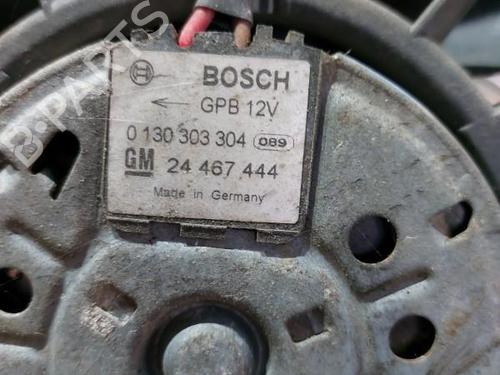 BOSCH
← GPB 12V
0 130 303 304 089
GM 24 467 444
Made in Germany
B-PARTS